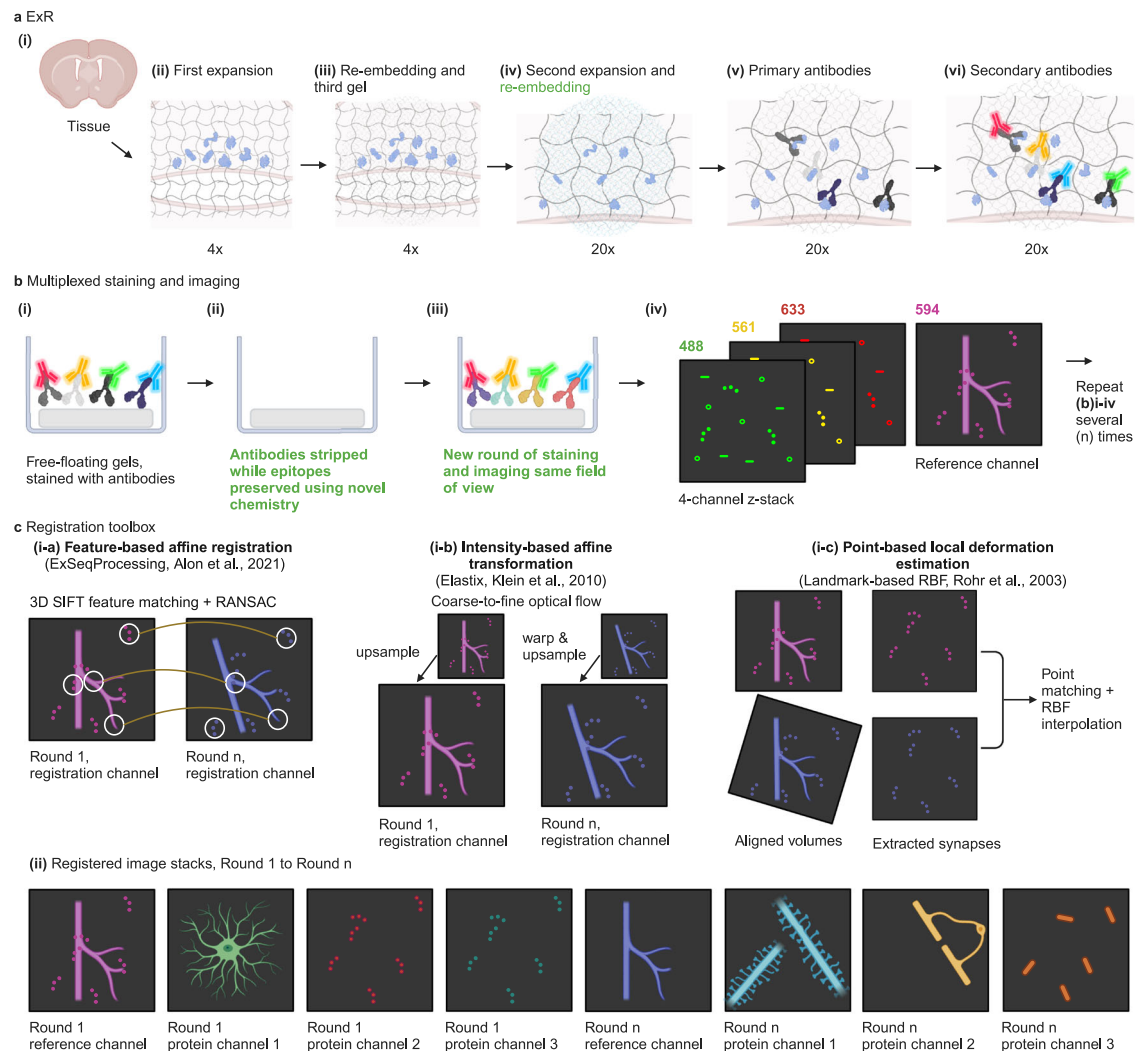 a ExR
(i)
Tissue
(ii) First expansion
4x
(iii) Re-embedding and
third gel
4x
(iv) Second expansion and
re-embedding
20x
(v) Primary antibodies
20x
(vi) Secondary antibodies
20x
b Multiplexed staining and imaging
(i)
Free-floating gels,
stained with antibodies
(ii)
Antibodies stripped
while epitopes
preserved using novel
chemistry
(iii)
New round of staining
and imaging same field
of view
(iv)
488
561
633
4-channel z-stack
594
Reference channel
Repeat
(b)i-iv
several
(n) times
c Registration toolbox
(i-a) Feature-based affine registration
(ExSeqProcessing, Alon et al., 2021)
3D SIFT feature matching + RANSAC
Round 1,
registration channel
Round n,
registration channel
(i-b) Intensity-based affine
transformation
(Elastix, Klein et al., 2010)
Coarse-to-fine optical flow
upsample
warp &
upsample
Round 1,
registration channel
Round n,
registration channel
(i-c) Point-based local deformation
estimation
(Landmark-based RBF, Rohr et al., 2003)
Point
matching +
RBF
interpolation
Aligned volumes
Extracted synapses
(ii) Registered image stacks, Round 1 to Round n
Round 1
reference channel
Round 1
protein channel 1
Round 1
protein channel 2
Round 1
protein channel 3
Round n
reference channel
Round n
protein channel 1
Round n
protein channel 2
Round n
protein channel 3